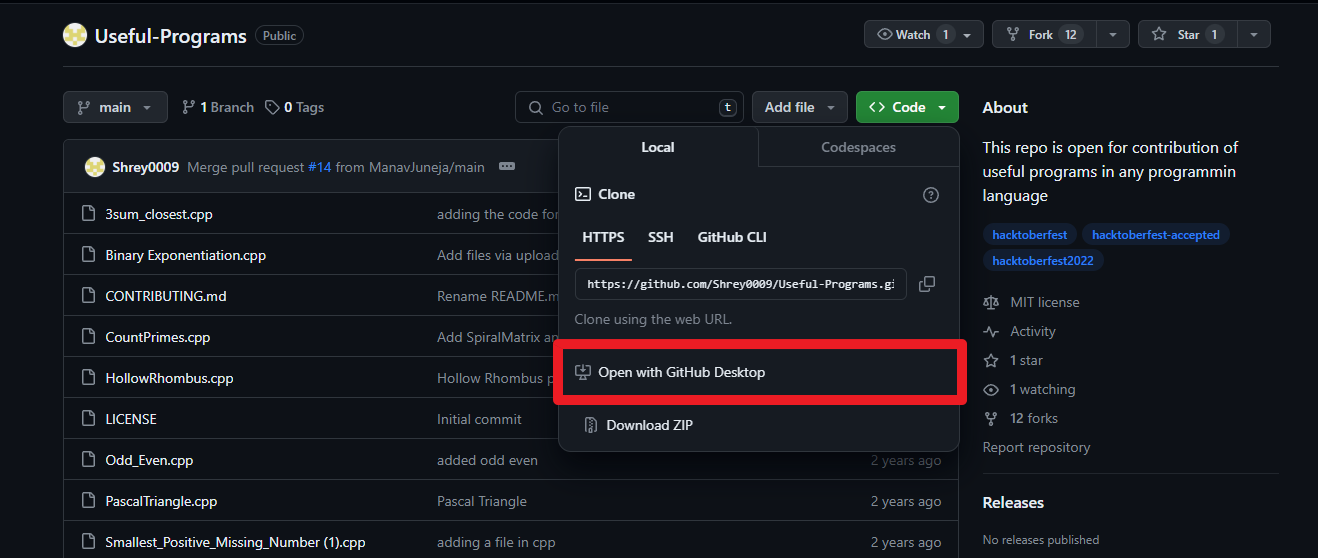 Useful-Programs Public Watch 1 Fork 12 Star 1
main 1 Branch 0 Tags Go to file t Add file <> Code
Shrey0009 Merge pull request #14 from ManavJuneja/main
3sum_closest.cpp adding the code for
Binary Exponentiation.cpp Add files via upload
CONTRIBUTING.md Rename README.m
CountPrimes.cpp Add SpiralMatrix an
HollowRhombus.cpp Hollow Rhombus p
LICENSE Initial commit
Odd_Even.cpp added odd even 2 years ago
PascalTriangle.cpp Pascal Triangle 2 years ago
Smallest_Positive_Missing_Number (1).cpp adding a file in cpp 2 years ago
Local Codespaces
Clone
HTTPS SSH GitHub CLI
https://github.com/Shrey0009/Useful-Programs.gi
Clone using the web URL.
Open with GitHub Desktop
Download ZIP
About
This repo is open for contribution of
useful programs in any programmin
language
hacktoberfest hacktoberfest-accepted
hacktoberfest2022
MIT license
Activity
1 star
1 watching
12 forks
Report repository
Releases
No releases published